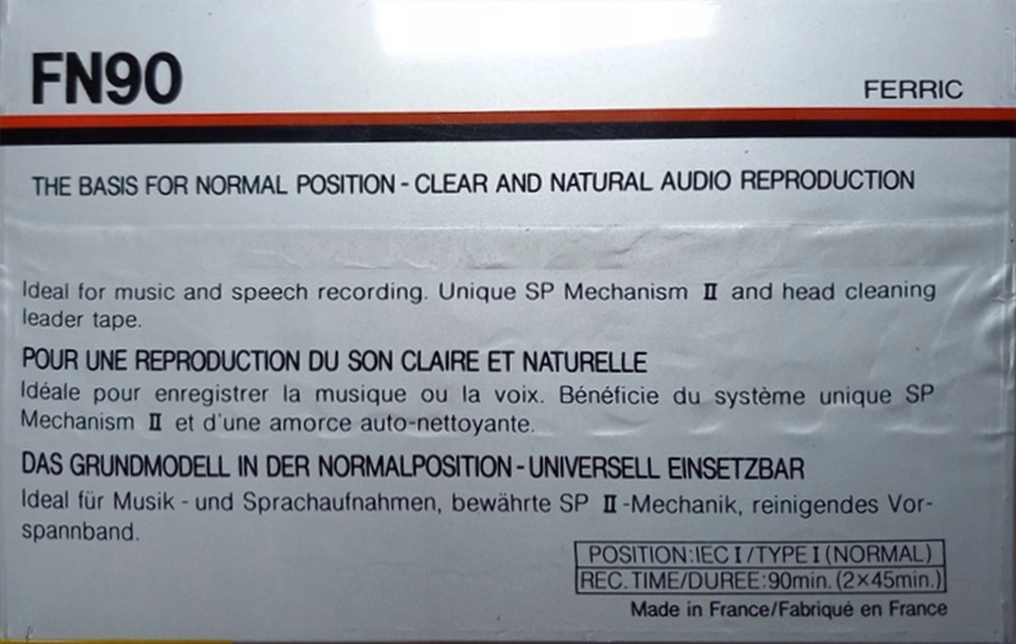 FN90
FERRIC
THE BASIS FOR NORMAL POSITION - CLEAR AND NATURAL AUDIO REPRODUCTION
Ideal for music and speech recording. Unique SP Mechanism II and head cleaning
leader tape.
POUR UNE REPRODUCTION DU SON CLAIRE ET NATURELLE
Idéale pour enregistrer la musique ou la voix. Bénéficie du système unique SP
Mechanism II et d'une amorce auto-nettoyante.
DAS GRUNDMODELL IN DER NORMALPOSITION - UNIVERSELL EINSETZBAR
Ideal für Musik - und Sprachaufnahmen, bewährte SP II-Mechanik, reinigendes Vor-
spannband.
POSITION:IEC I/TYPE I (NORMAL)
REC. TIME/DUREE:90min. (2×45min.)
Made in France/Fabriqué en France